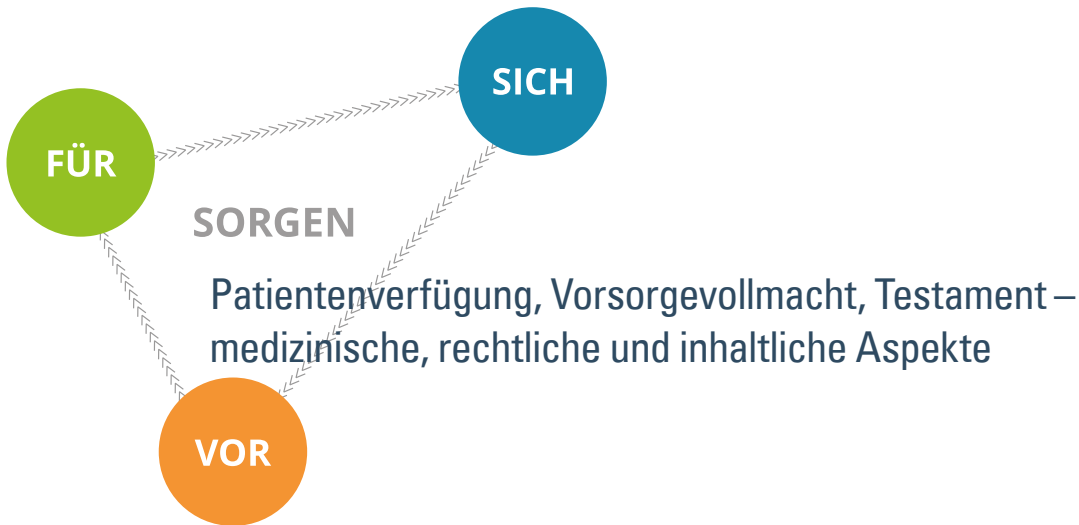 SICH
FÜR
SORGEN
Patientenverfügung, Vorsorgevollmacht, Testament –
medizinische, rechtliche und inhaltliche Aspekte
VOR